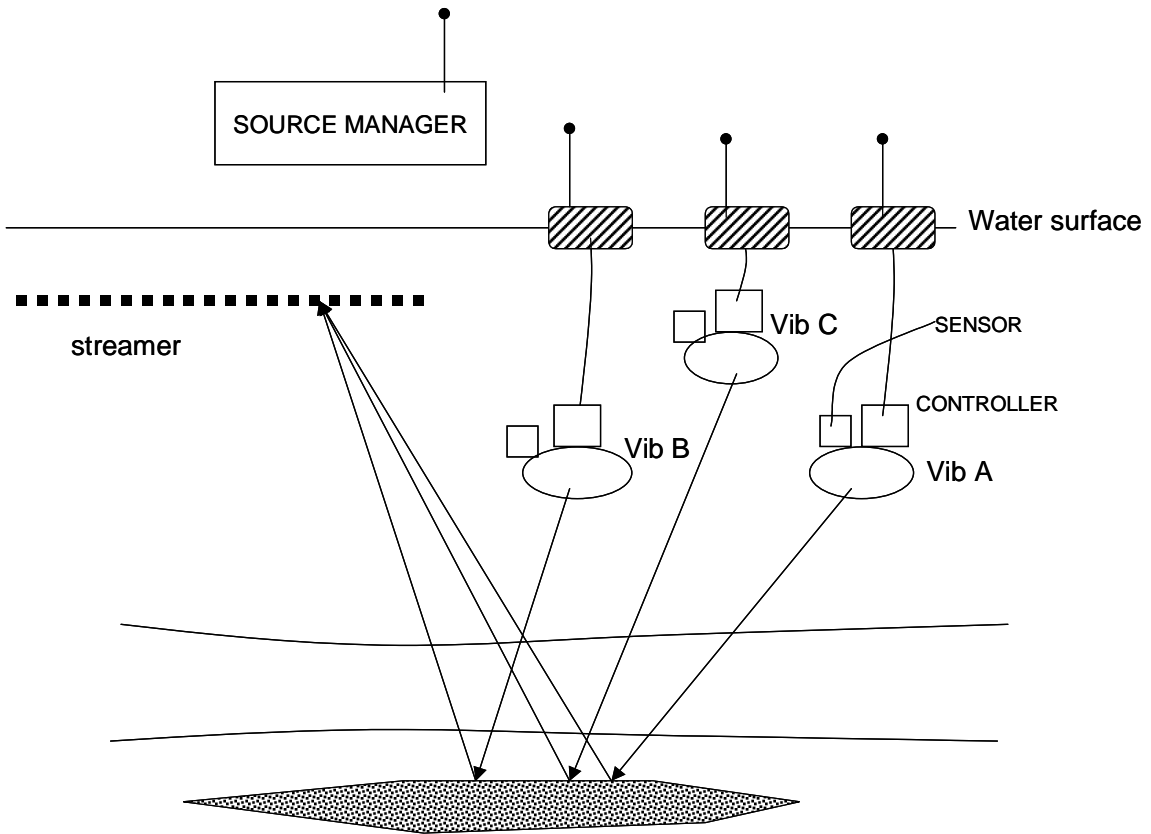 SOURCE MANAGER
Water surface
streamer
Vib C
SENSOR
CONTROLLER
Vib B
Vib A